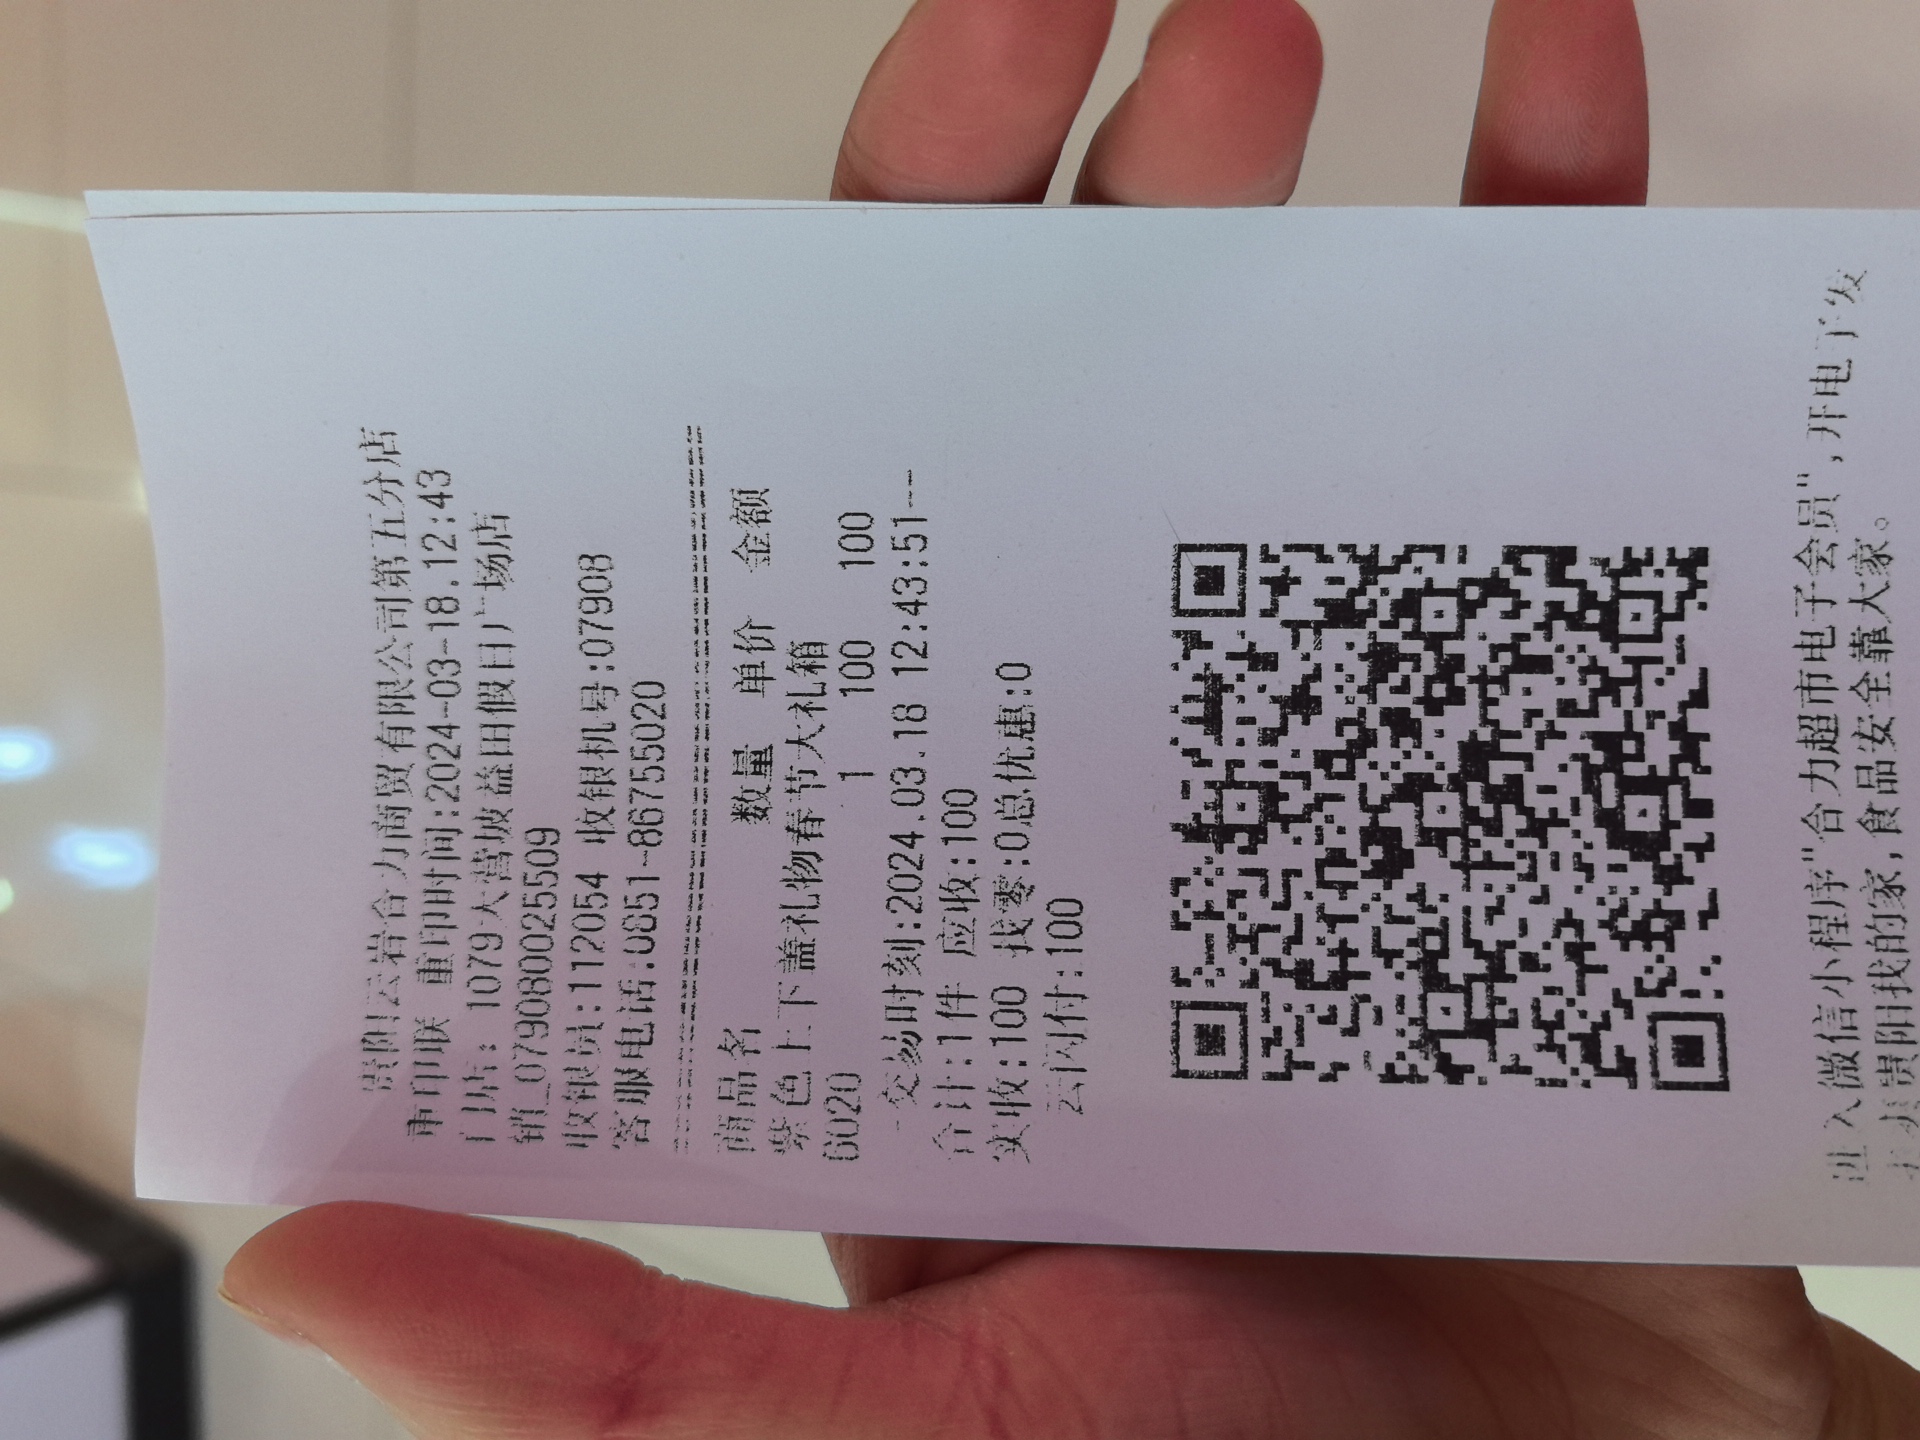 贵阳云岩合力商贸有限公司第五分店
重印联 重印时间:2024-03-18.12:43
门店: 1079大营坡益田假日广场店
销_0790800255​09
收银员:112054 收银机号:07908
客服电话:0851-86755020
商品名 数量 单价 金额
紫色上下盖礼物春节大礼箱
6020 1 100 100
-交易时刻:2024.03.18 12:43:51--
合计:1件 应收:100
实收:100 找零:0总优惠:0
云闪付:100
进入微信小程序"合力超市电子会员",开电子发
贵阳我的家,食品安全靠大家。